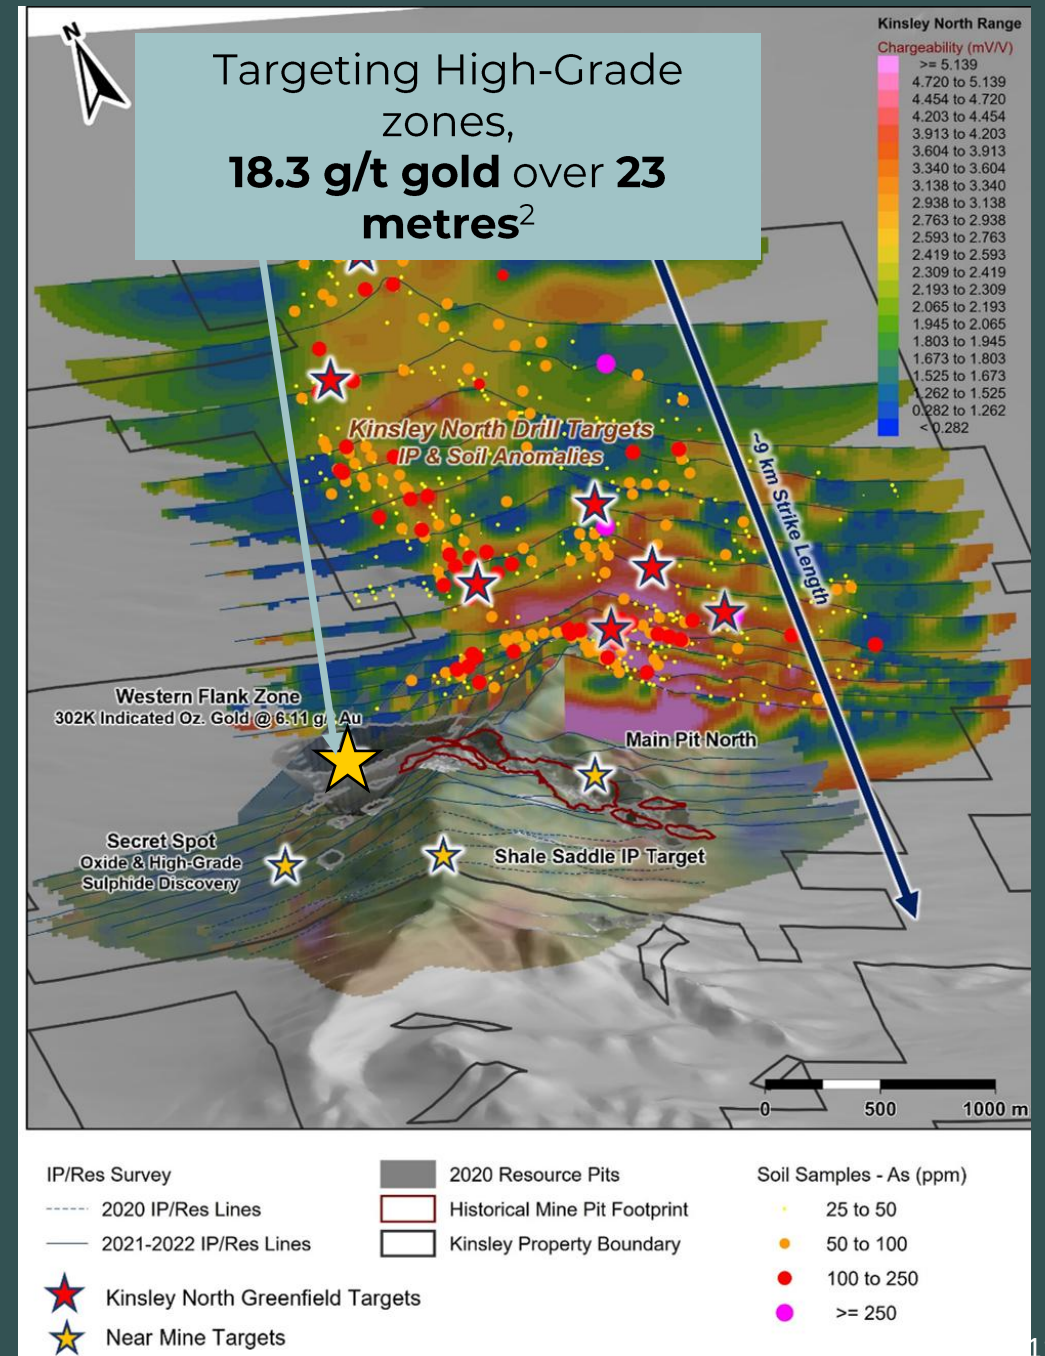 N
Targeting High-Grade
zones,
18.3 g/t gold over 23
metres2
Kinsley North Range
Chargeability (mV/V)
>= 5.139
4.720 to 5.139
4.454 to 4.720
4.203 to 4.454
3.913 to 4.203
3.604 to 3.913
3.340 to 3.604
3.138 to 3.340
2.938 to 3.138
2.763 to 2.938
2.593 to 2.763
2.419 to 2.593
2.309 to 2.419
2.193 to 2.309
2.065 to 2.193
1.945 to 2.065
1.803 to 1.945
1.673 to 1.803
1.525 to 1.673
1.262 to 1.525
0.282 to 1.262
< 0.282
Kinsley North Drill Targets
IP & Soil Anomalies
~9 km Strike Length
Western Flank Zone
302K Indicated Oz. Gold @ 6.11 g/ Au
Main Pit North
Secret Spot
Oxide & High-Grade
Sulphide Discovery
Shale Saddle IP Target
0 500 1000 m
IP/Res Survey
2020 IP/Res Lines
2021-2022 IP/Res Lines
Kinsley North Greenfield Targets
Near Mine Targets
2020 Resource Pits
Historical Mine Pit Footprint
Kinsley Property Boundary
Soil Samples - As (ppm)
25 to 50
50 to 100
100 to 250
>= 250
1